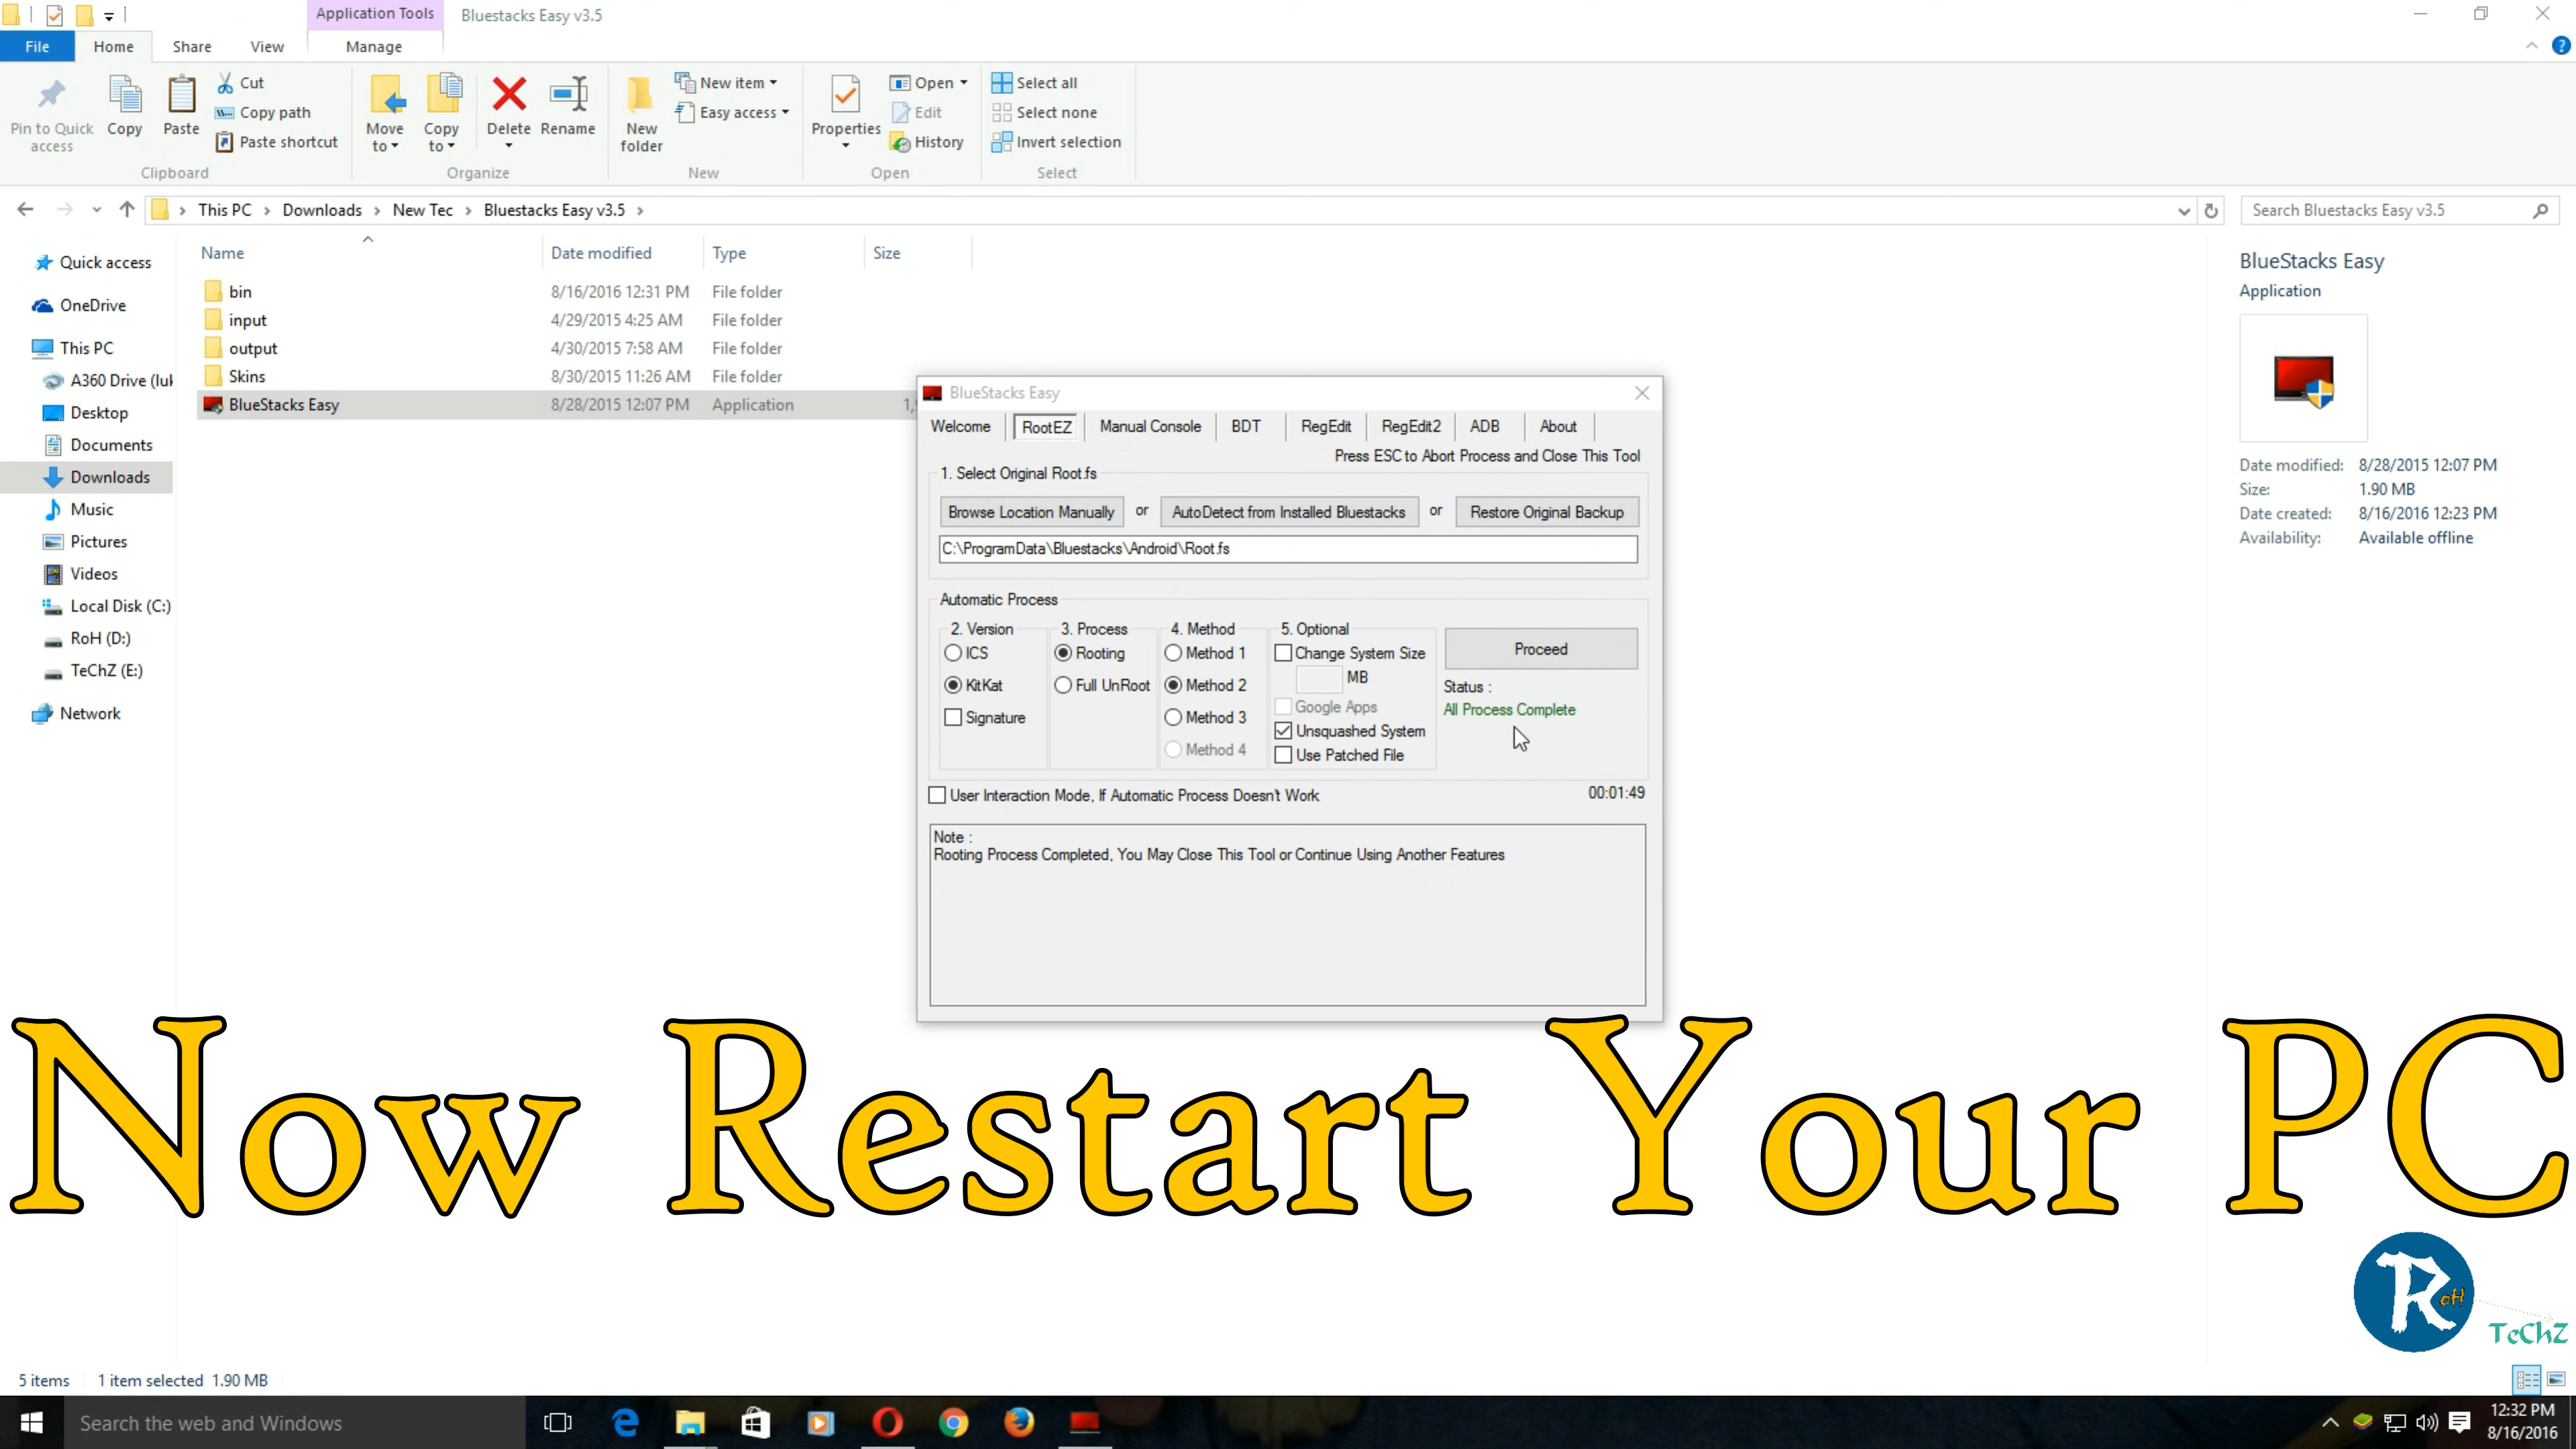 Application Tools
Bluestacks Easy v3.5
File Home Share View Manage
Pin to Quick access
Copy
Paste
Cut
Copy path
Paste shortcut
Clipboard
Move to
Copy to
Delete
Rename
Organize
New folder
New item
Easy access
New
Properties
Open
Edit
History
Open
Select all
Select none
Invert selection
Select
This PC > Downloads > New Tec > Bluestacks Easy v3.5 >
Search Bluestacks Easy v3.5
Quick access
OneDrive
This PC
A360 Drive (luk
Desktop
Documents
Downloads
Music
Pictures
Videos
Local Disk (C:)
RoH (D:)
TeChZ (E:)
Network
Name Date modified Type Size
bin 8/16/2016 12:31 PM File folder
input 4/29/2015 4:25 AM File folder
output 4/30/2015 7:58 AM File folder
Skins 8/30/2015 11:26 AM File folder
BlueStacks Easy 8/28/2015 12:07 PM Application 1,
BlueStacks Easy
Welcome RootEZ Manual Console BDT RegEdit RegEdit2 ADB About
Press ESC to Abort Process and Close This Tool
1. Select Original Root.fs
Browse Location Manually or AutoDetect from Installed Bluestacks or Restore Original Backup
C:\ProgramData\Bluestacks\Android\Root.fs
Automatic Process
2. Version
ICS
KitKat
Signature
3. Process
Rooting
Full UnRoot
4. Method
Method 1
Method 2
Method 3
Method 4
5. Optional
Change System Size
MB
Google Apps
Unsquashed System
Use Patched File
Proceed
Status :
All Process Complete
User Interaction Mode, If Automatic Process Doesn't Work
00:01:49
Note :
Rooting Process Completed, You May Close This Tool or Continue Using Another Features
BlueStacks Easy
Application
Date modified: 8/28/2015 12:07 PM
Size: 1.90 MB
Date created: 8/16/2016 12:23 PM
Availability: Available offline
Now Restart Your PC
RoH!
TeChZ
5 items 1 item selected 1.90 MB
Search the web and Windows
12:32 PM
8/16/2016